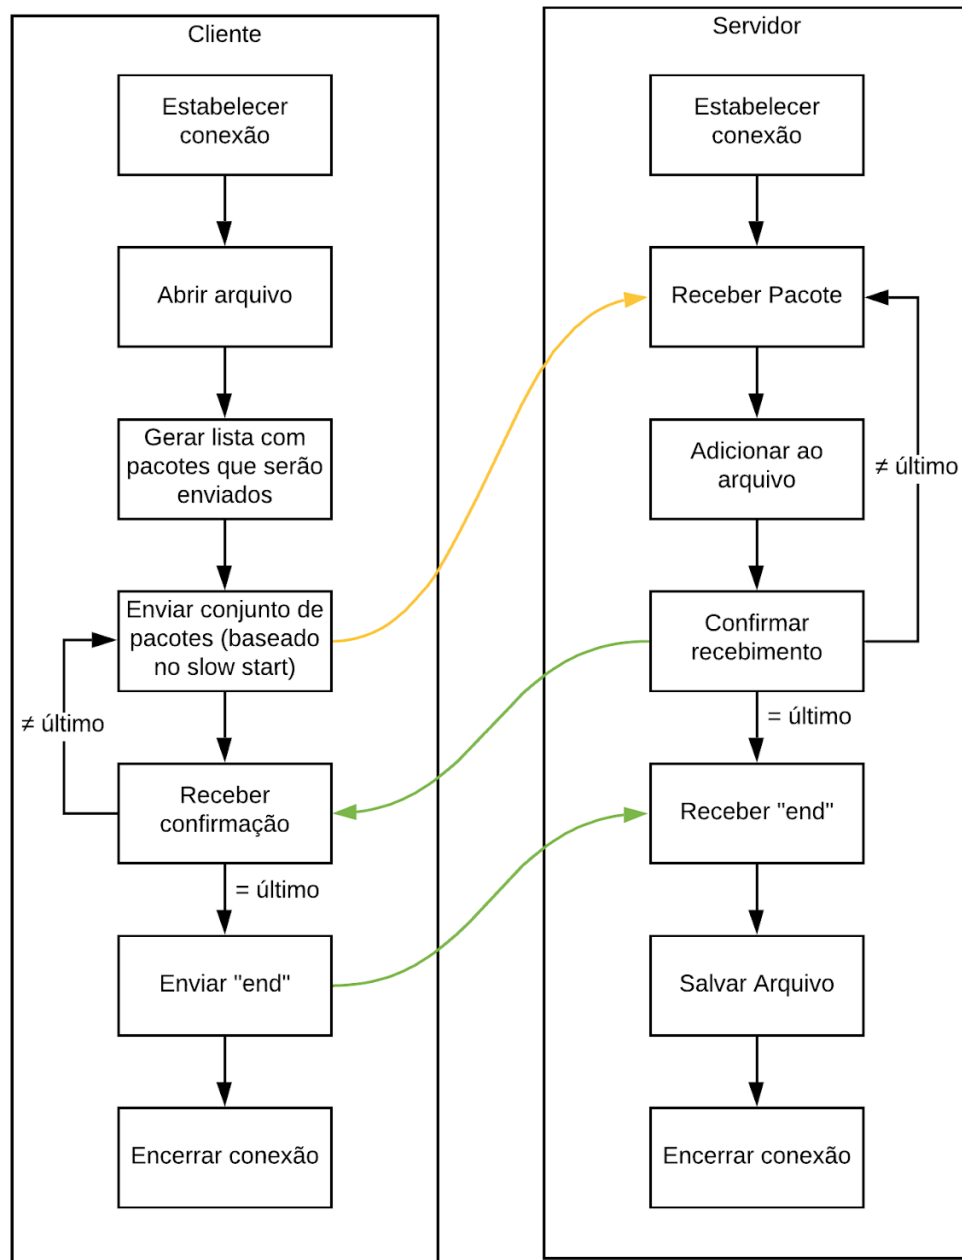 Cliente
Estabelecer
conexão
Abrir arquivo
Gerar lista com
pacotes que serão
enviados
Enviar conjunto de
pacotes (baseado
no slow start)
≠ último
Receber
confirmação
= último
Enviar "end"
Encerrar conexão
Servidor
Estabelecer
conexão
Receber Pacote
Adicionar ao
arquivo
≠ último
Confirmar
recebimento
= último
Receber "end"
Salvar Arquivo
Encerrar conexão